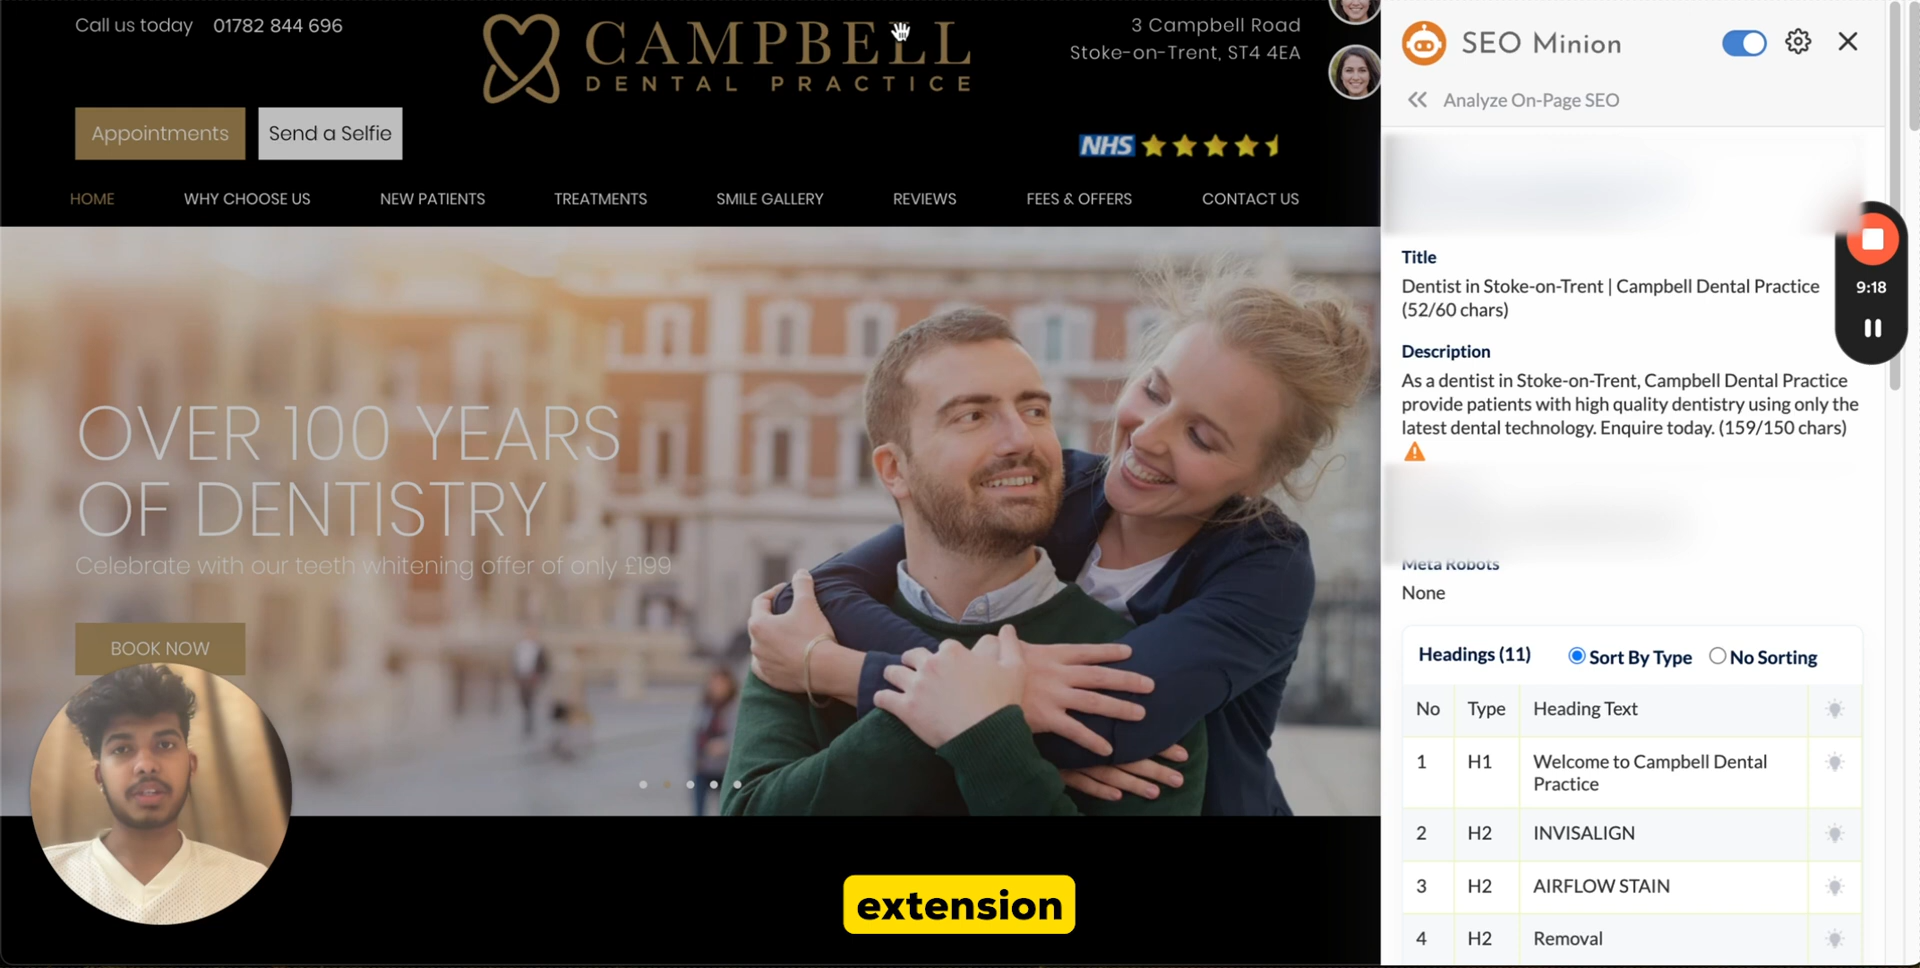 Call us today 01782 844 696
CAMPBELL
DENTAL PRACTICE
3 Campbell Road
Stoke-on-Trent, ST4 4EA
Appointments
Send a Selfie
NHS
HOME
WHY CHOOSE US
NEW PATIENTS
TREATMENTS
SMILE GALLERY
REVIEWS
FEES & OFFERS
CONTACT US
OVER 100 YEARS
OF DENTISTRY
Celebrate with our teeth whitening offer of only £199
BOOK NOW
extension
SEO Minion
Analyze On-Page SEO
Title
Dentist in Stoke-on-Trent | Campbell Dental Practice
(52/60 chars)
Description
As a dentist in Stoke-on-Trent, Campbell Dental Practice
provide patients with high quality dentistry using only the
latest dental technology. Enquire today. (159/150 chars)
Meta Robots
None
Headings (11) Sort By Type No Sorting
No Type Heading Text
1 H1 Welcome to Campbell Dental
Practice
2 H2 INVISALIGN
3 H2 AIRFLOW STAIN
4 H2 Removal
9:18